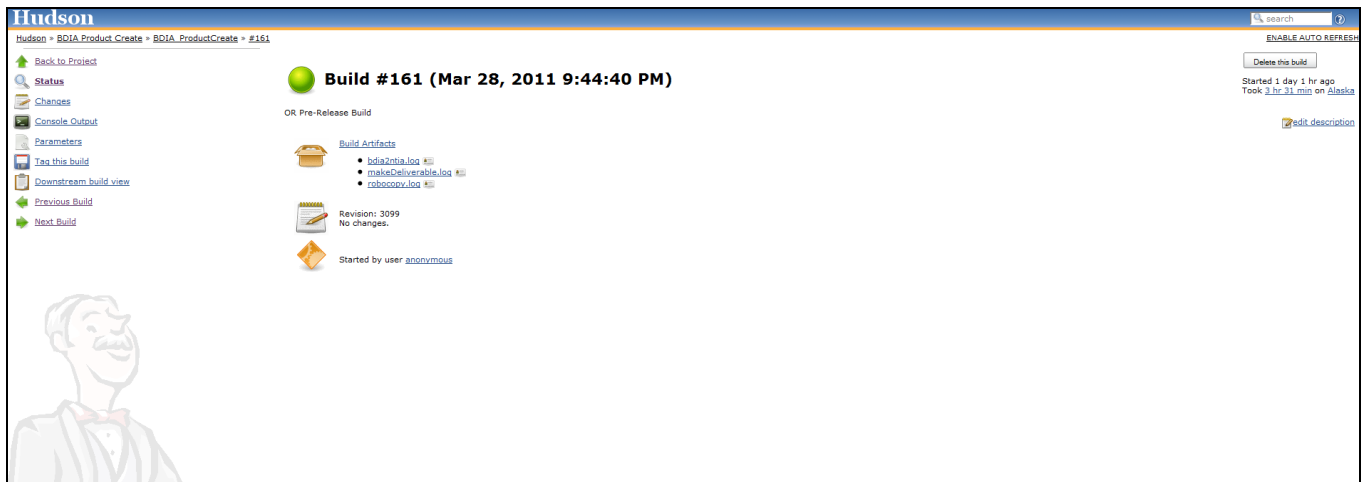 Hudson
search
Hudson » BDIA Product Create » BDIA_ProductCreate » #161
ENABLE AUTO REFRESH
Back to Project
Status
Changes
Console Output
Parameters
Tag this build
Downstream build view
Previous Build
Next Build
Build #161 (Mar 28, 2011 9:44:40 PM)
OR Pre-Release Build
Build Artifacts
bdia2ntia.log
makeDeliverable.log
robocopy.log
Revision: 3099
No changes.
Started by user anonymous
Delete this build
Started 1 day 1 hr ago
Took 3 hr 31 min on Alaska
edit description